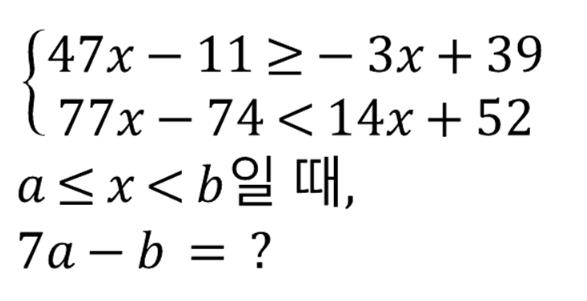 47x − 11 ≥ − 3x + 39
77x − 74 < 14x + 52
a ≤ x < b일 때,
7a − b = ?